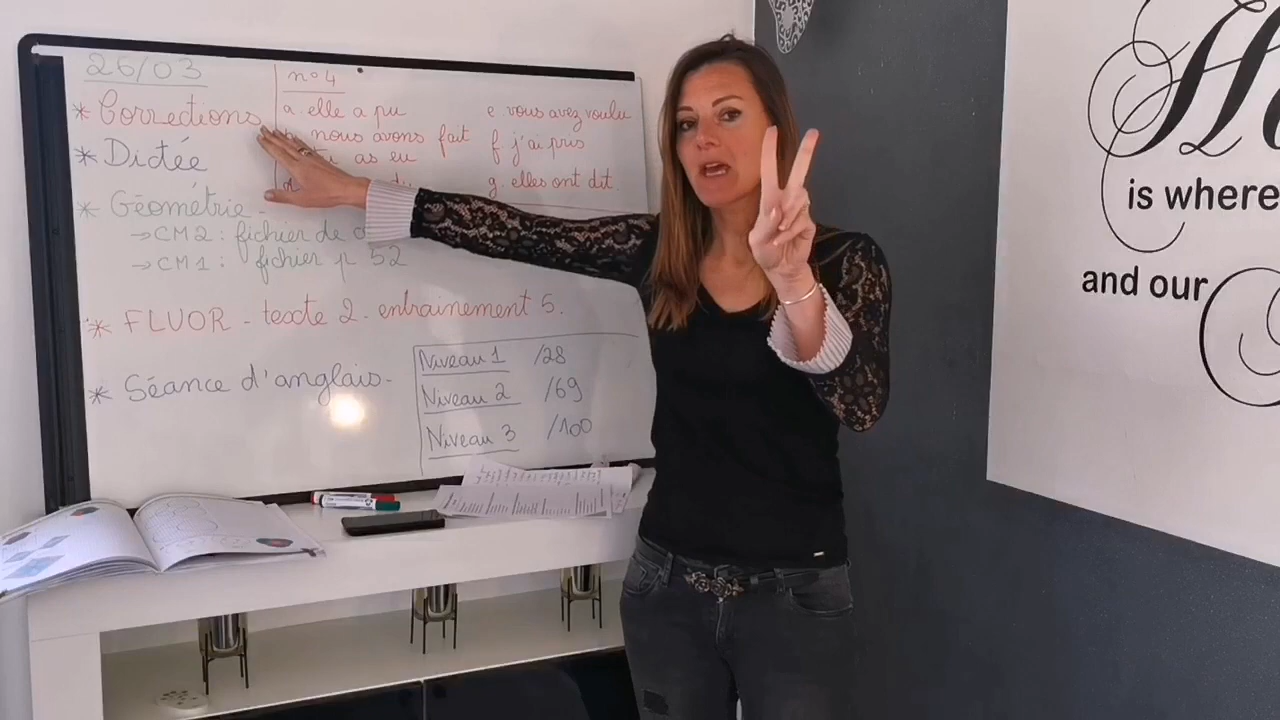 26/03
* Corrections
* Dictée
* Géométrie -
→ CM2 : fichier de
→ CM1 : fichier p 52
* FLUOR - texte 2 - entrainement 5.
* Séance d'anglais -
n°4
a. elle a pu
nous avons fait
tu as eu
e. vous avez voulu
f. j'ai pris
g. elles ont dit.
Niveau 1 /28
Niveau 2 /69
Niveau 3 /100
is where
and our